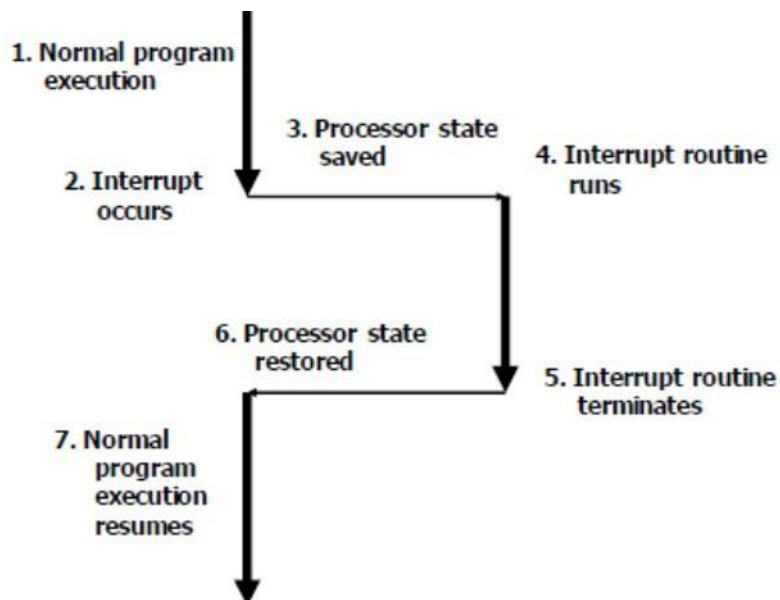 1. Normal program
execution
2. Interrupt
occurs
3. Processor state
saved
4. Interrupt routine
runs
5. Interrupt routine
terminates
6. Processor state
restored
7. Normal
program
execution
resumes